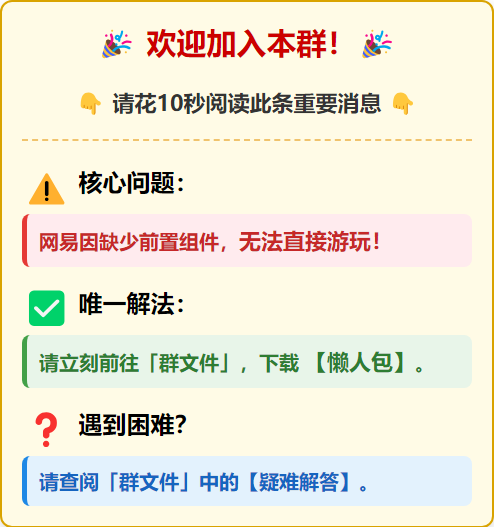 🎉 欢迎加入本群！ 🎉
👇 请花10秒阅读此条重要消息 👇
⚠️ 核心问题：
网易因缺少前置组件，无法直接游玩！
✅ 唯一解法：
请立刻前往「群文件」，下载 【懒人包】。
❓ 遇到困难？
请查阅「群文件」中的【疑难解答】。